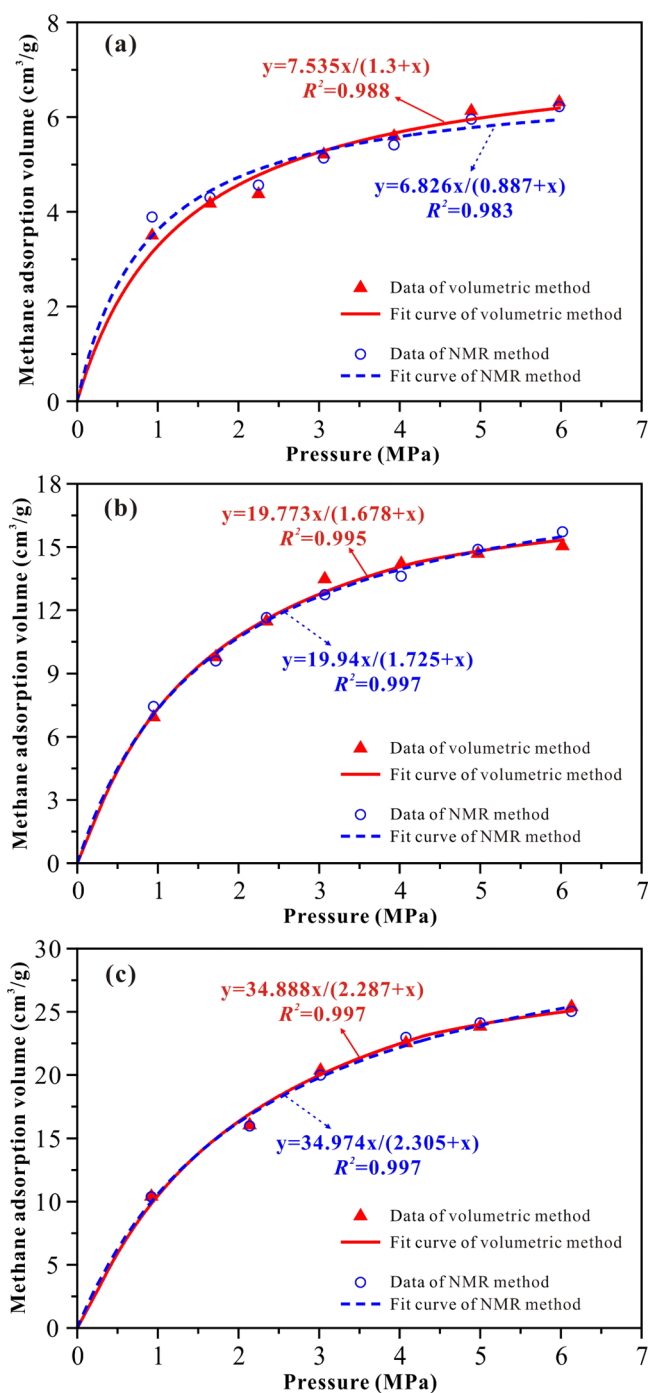 (a)
y=7.535x/(1.3+x)
R²=0.988
y=6.826x/(0.887+x)
R²=0.983
Data of volumetric method
Fit curve of volumetric method
Data of NMR method
Fit curve of NMR method
Methane adsorption volume (cm³/g)
8
6
4
2
0
0 1 2 3 4 5 6 7
Pressure (MPa)
(b)
y=19.773x/(1.678+x)
R²=0.995
y=19.94x/(1.725+x)
R²=0.997
Data of volumetric method
Fit curve of volumetric method
Data of NMR method
Fit curve of NMR method
Methane adsorption volume (cm³/g)
18
15
12
9
6
3
0
0 1 2 3 4 5 6 7
Pressure (MPa)
(c)
y=34.888x/(2.287+x)
R²=0.997
y=34.974x/(2.305+x)
R²=0.997
Data of volumetric method
Fit curve of volumetric method
Data of NMR method
Fit curve of NMR method
Methane adsorption volume (cm³/g)
30
25
20
15
10
5
0
0 1 2 3 4 5 6 7
Pressure (MPa)